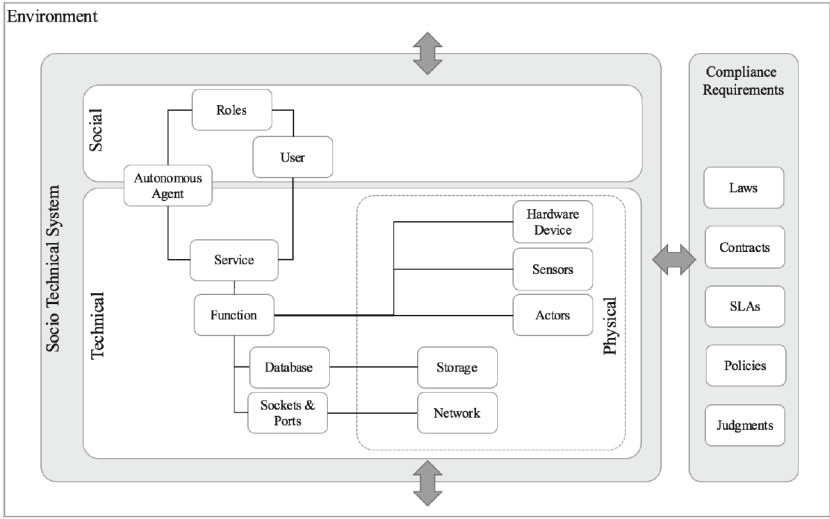 Environment
Compliance
Requirements
Social
Roles
User
Autonomous
Agent
Socio Technical System
Technical
Service
Function
Database
Sockets &
Ports
Hardware
Device
Sensors
Actors
Storage
Network
Physical
Laws
Contracts
SLAs
Policies
Judgments